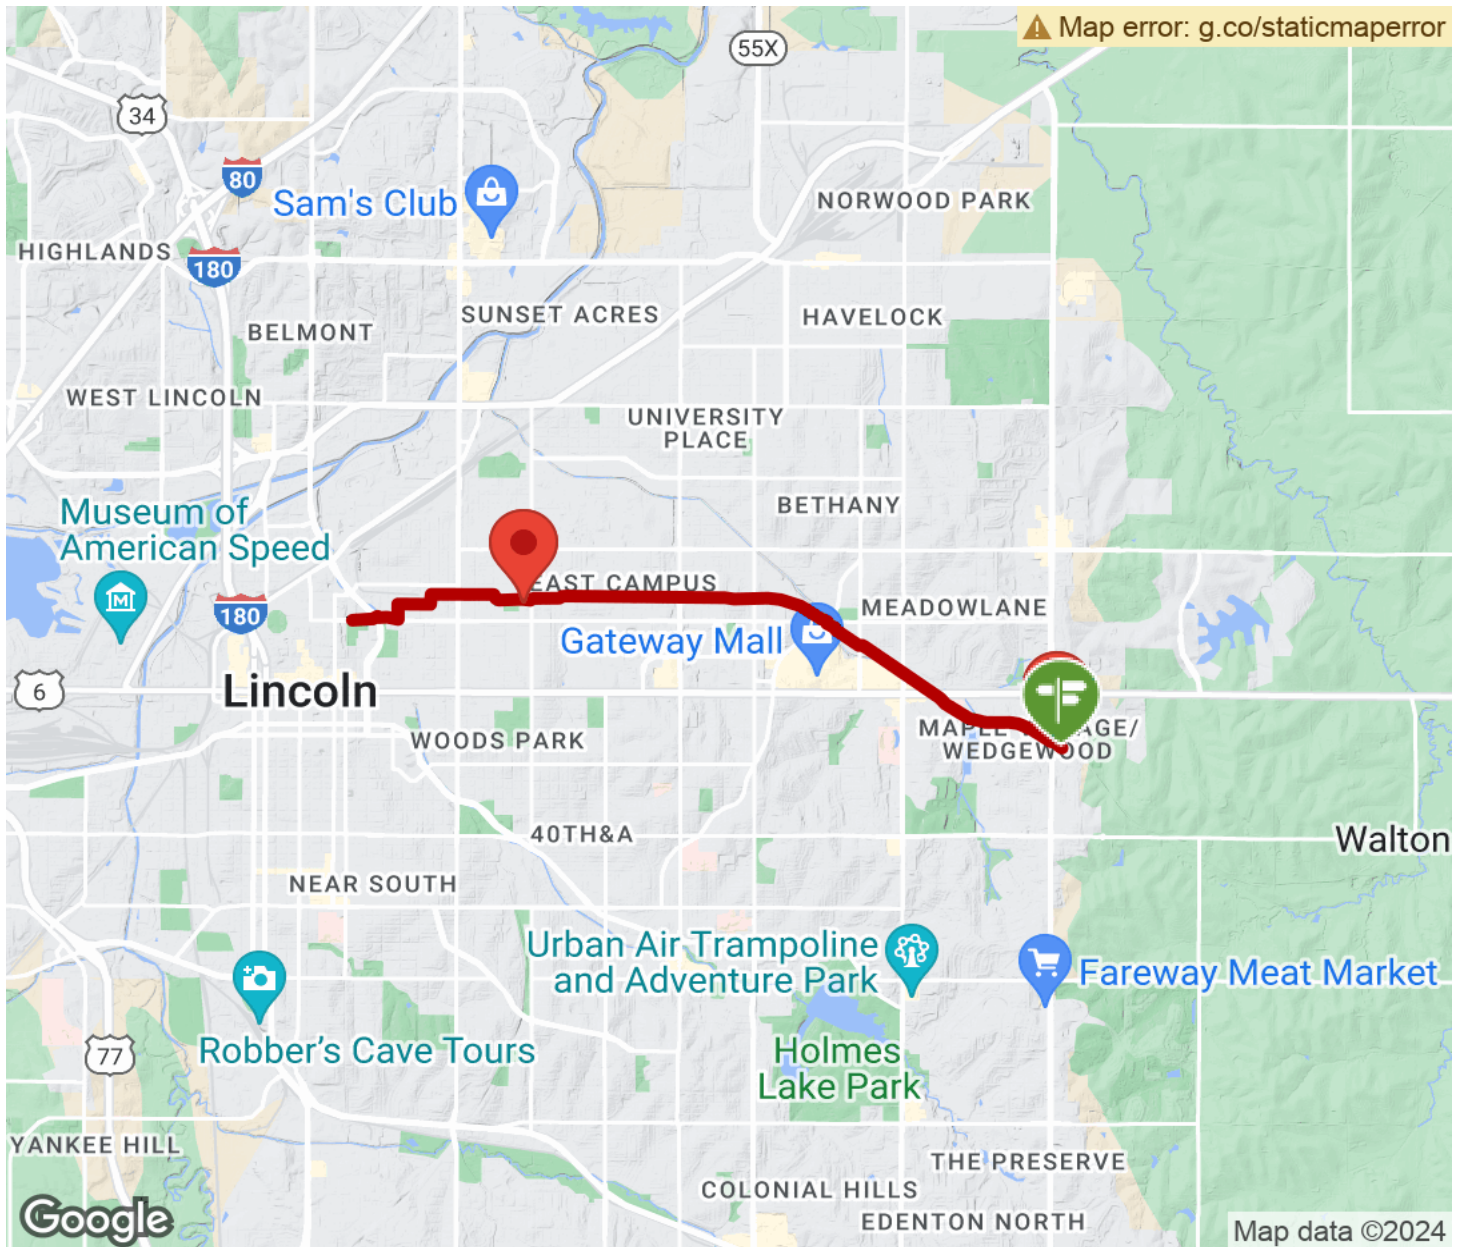 Map error: g.co/staticmaperror
55X
34
80
Sam's Club
NORWOOD PARK
HIGHLANDS
180
SUNSET ACRES
HAVELOCK
BELMONT
WEST LINCOLN
UNIVERSITY
PLACE
BETHANY
Museum of
American Speed
EAST CAMPUS
180
MEADOWLANE
Gateway Mall
6
Lincoln
WOODS PARK
MAPLE VILLAGE/
WEDGEWOOD
40TH&A
Walton
NEAR SOUTH
Urban Air Trampoline
and Adventure Park
Fareway Meat Market
Robber's Cave Tours
77
Holmes
Lake Park
YANKEE HILL
THE PRESERVE
COLONIAL HILLS
EDENTON NORTH
Google
Map data ©2024